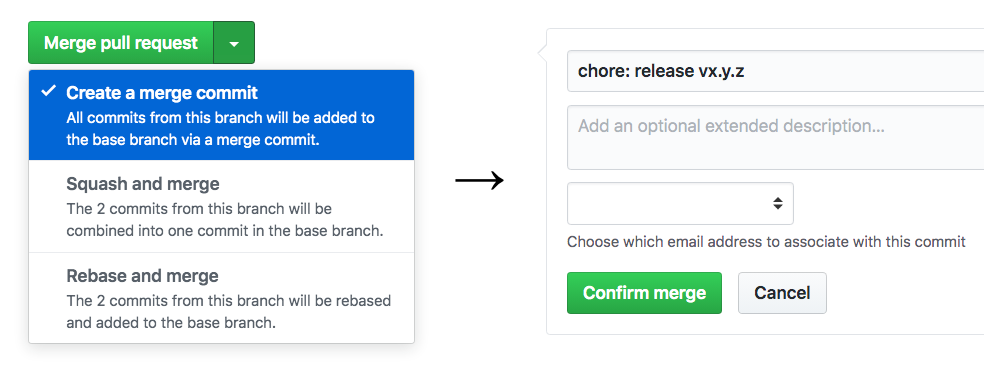 Merge pull request
Create a merge commit
All commits from this branch will be added to
the base branch via a merge commit.
Squash and merge
The 2 commits from this branch will be
combined into one commit in the base branch.
Rebase and merge
The 2 commits from this branch will be rebased
and added to the base branch.
chore: release vx.y.z
Add an optional extended description...
Choose which email address to associate with this commit
Confirm merge
Cancel